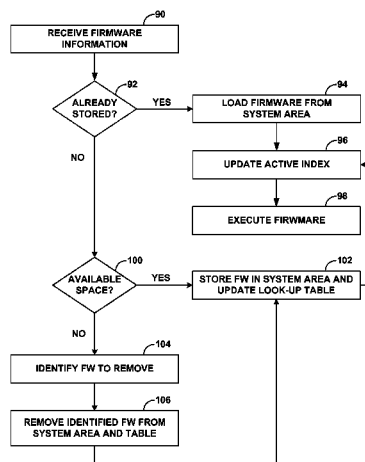 90
RECEIVE FIRMWARE
INFORMATION
92
ALREADY
STORED?
YES
NO
94
LOAD FIRMWARE FROM
SYSTEM AREA
96
UPDATE ACTIVE INDEX
98
EXECUTE FIRWMARE
100
AVAILABLE
SPACE?
YES
NO
102
STORE FW IN SYSTEM AREA AND
UPDATE LOOK-UP TABLE
104
IDENTIFY FW TO REMOVE
106
REMOVE IDENTIFIED FW FROM
SYSTEM AREA AND TABLE